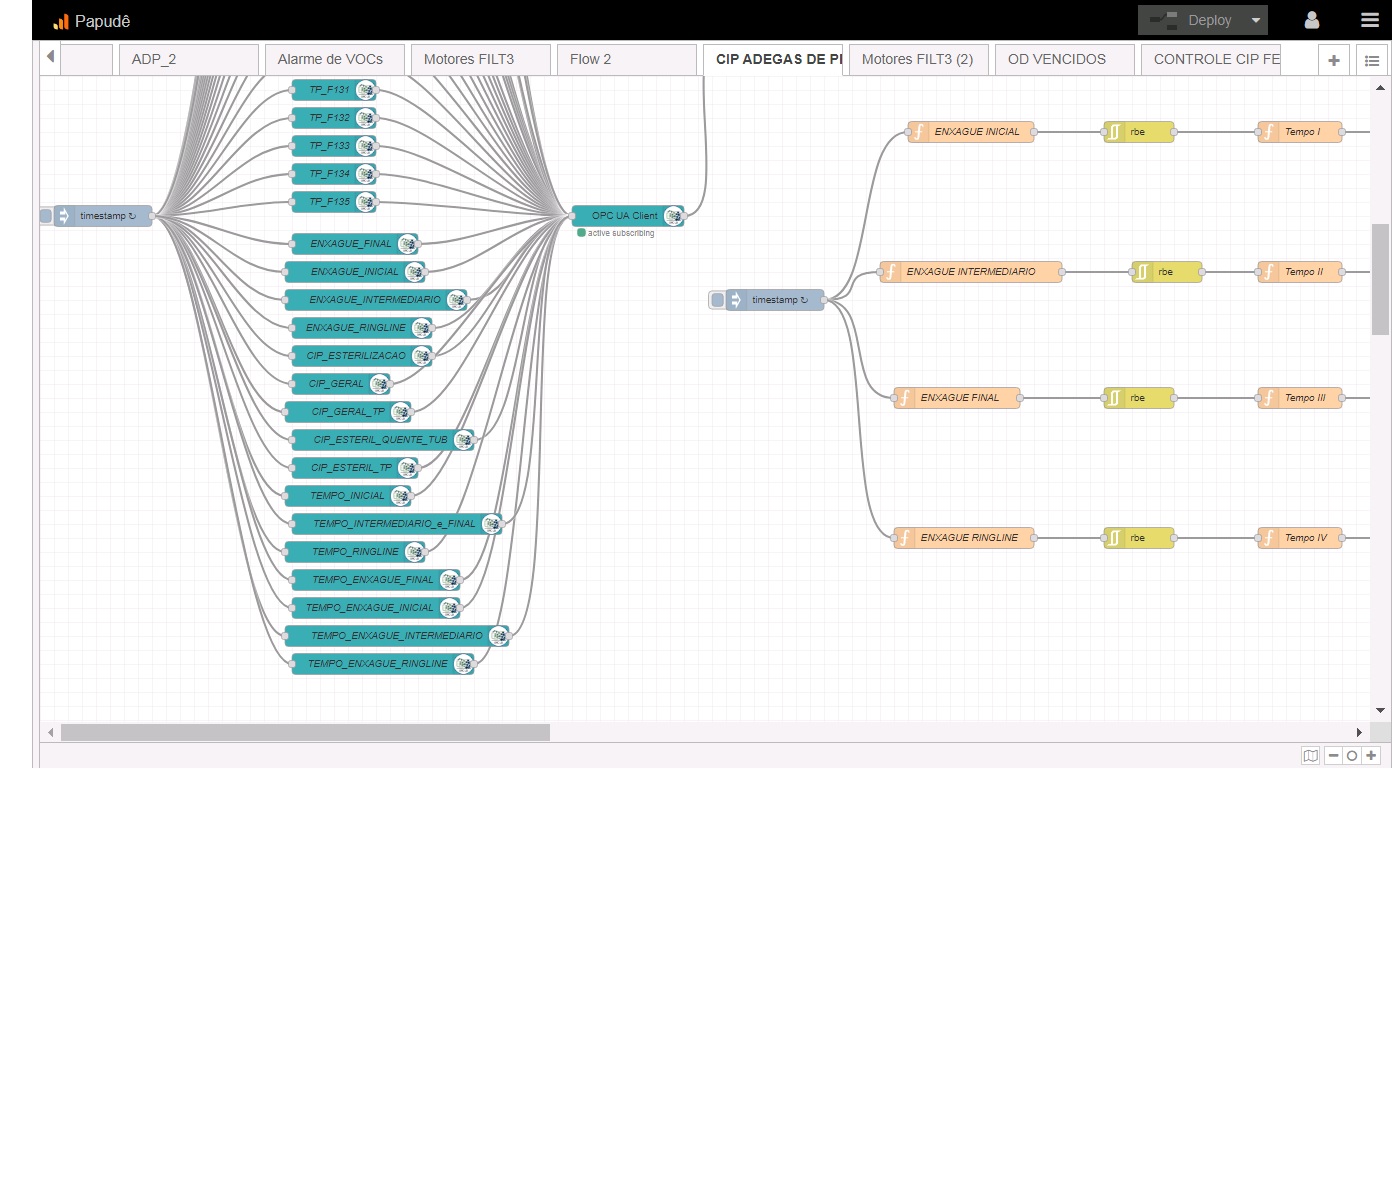 Papudê
Deploy
ADP_2
Alarme de VOCs
Motores FILT3
Flow 2
CIP ADEGAS DE PI
Motores FILT3 (2)
OD VENCIDOS
CONTROLE CIP FE
TP_F131
TP_F132
TP_F133
TP_F134
TP_F135
timestamp ↻
ENXAGUE_FINAL
ENXAGUE_INICIAL
ENXAGUE_INTERMEDIARIO
ENXAGUE_RINGLINE
CIP_ESTERILIZACAO
CIP_GERAL
CIP_GERAL_TP
CIP_ESTERIL_QUENTE_TUB
CIP_ESTERIL_TP
TEMPO_INICIAL
TEMPO_INTERMEDIARIO_e_FINAL
TEMPO_RINGLINE
TEMPO_ENXAGUE_FINAL
TEMPO_ENXAGUE_INICIAL
TEMPO_ENXAGUE_INTERMEDIARIO
TEMPO_ENXAGUE_RINGLINE
OPC UA Client
active subscribing
timestamp ↻
ENXAGUE INICIAL
rbe
Tempo I
ENXAGUE INTERMEDIARIO
rbe
Tempo II
ENXAGUE FINAL
rbe
Tempo III
ENXAGUE RINGLINE
rbe
Tempo IV